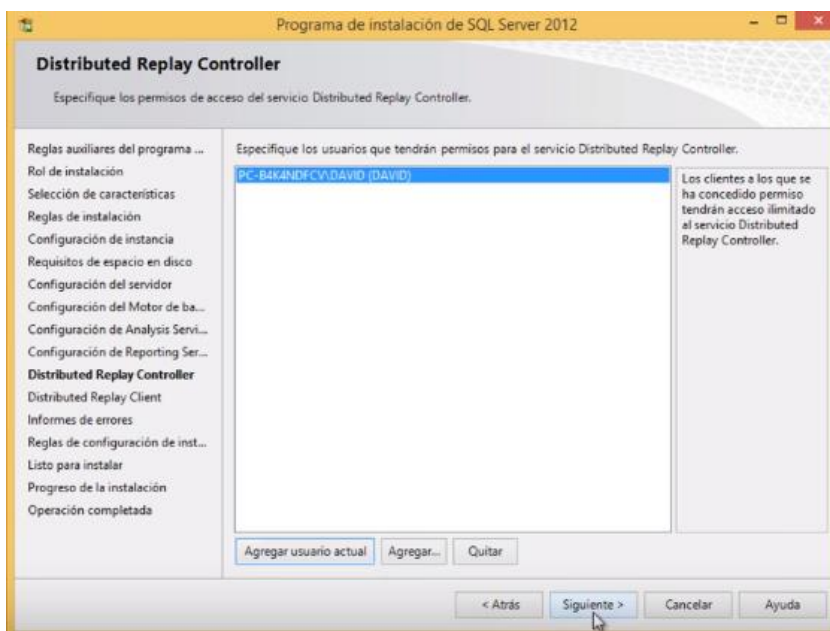 Programa de instalación de SQL Server 2012
Distributed Replay Controller
Especifique los permisos de acceso del servicio Distributed Replay Controller.
Reglas auxiliares del programa ...
Rol de instalación
Selección de características
Reglas de instalación
Configuración de instancia
Requisitos de espacio en disco
Configuración del servidor
Configuración del Motor de ba...
Configuración de Analysis Servi...
Configuración de Reporting Ser...
Distributed Replay Controller
Distributed Replay Client
Informes de errores
Reglas de configuración de inst...
Listo para instalar
Progreso de la instalación
Operación completada
Especifique los usuarios que tendrán permisos para el servicio Distributed Replay Controller.
PC-B4K4NDFCV\DAVID (DAVID)
Los clientes a los que se
ha concedido permiso
tendrán acceso ilimitado
al servicio Distributed
Replay Controller.
Agregar usuario actual
Agregar...
Quitar
< Atrás
Siguiente >
Cancelar
Ayuda